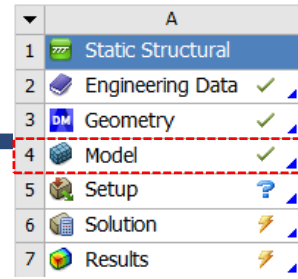 A
1 Static Structural
2 Engineering Data
3 DM Geometry
4 Model
5 Setup ?
6 Solution
7 Results